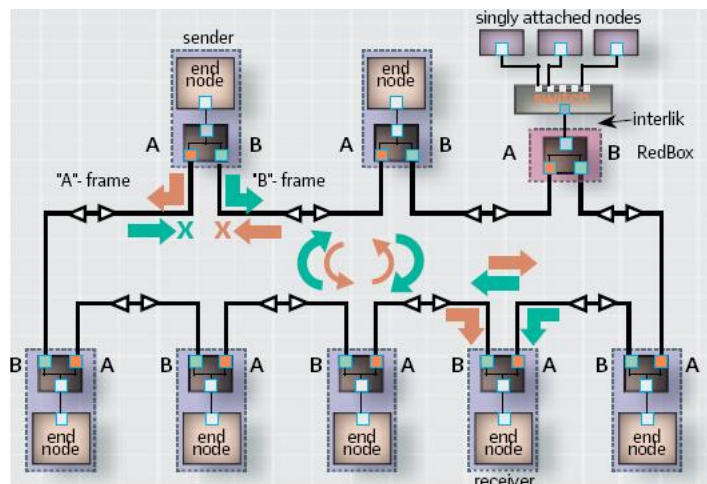 singly attached nodes
sender
end
node
end
node
switch
interlik
A
B
A
B
A
B
RedBox
"A"- frame
"B"- frame
X
X
B
A
B
A
B
A
B
A
B
A
end
node
end
node
end
node
end
node
end
node
receiver